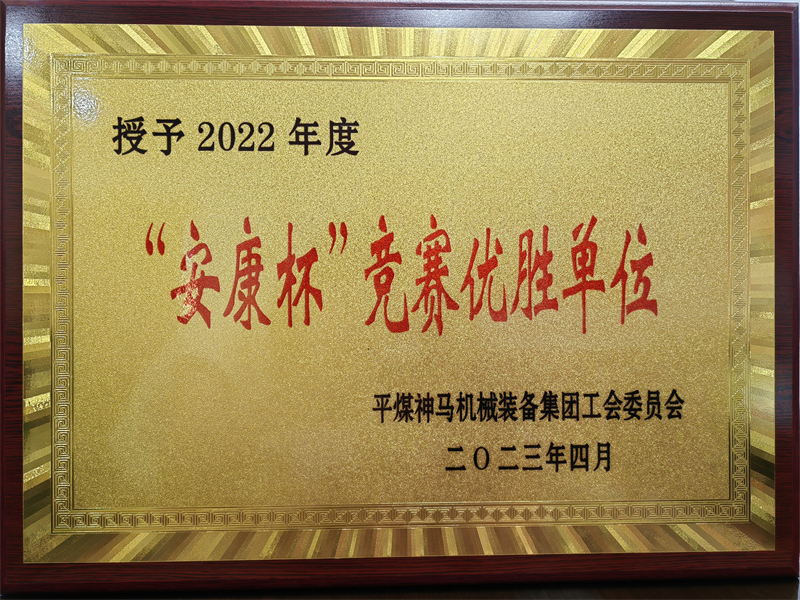 授予 2022 年度
“安康杯”竞赛优胜单位
平煤神马机械装备集团工会委员会
二〇二三年四月